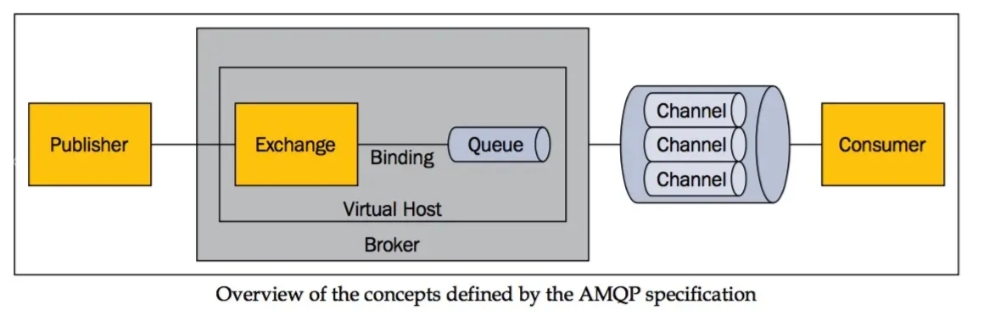 Publisher
Exchange
Binding
Queue
Virtual Host
Broker
Channel
Channel
Channel
Consumer
Overview of the concepts defined by the AMQP specification